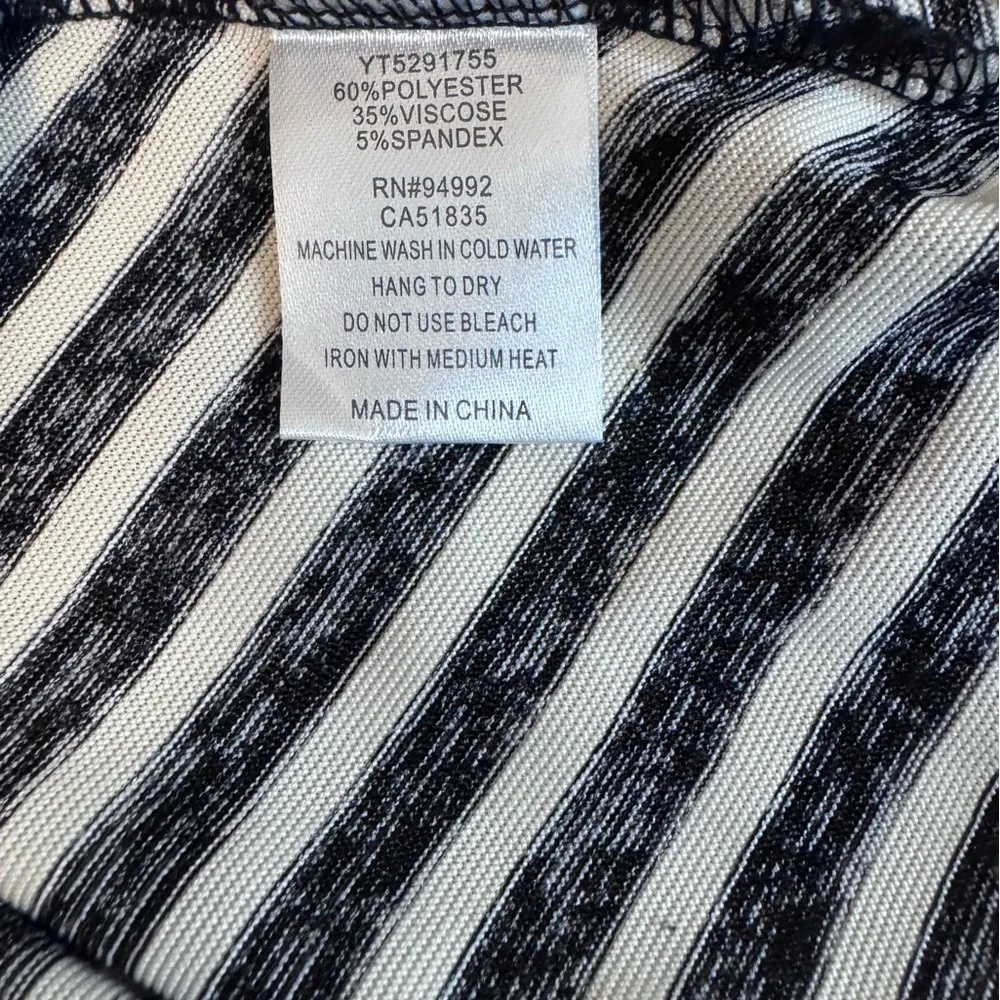 YT5291755
60%POLYESTER
35%VISCOSE
5%SPANDEX
RN#94992
CA51835
MACHINE WASH IN COLD WATER
HANG TO DRY
DO NOT USE BLEACH
IRON WITH MEDIUM HEAT
MADE IN CHINA